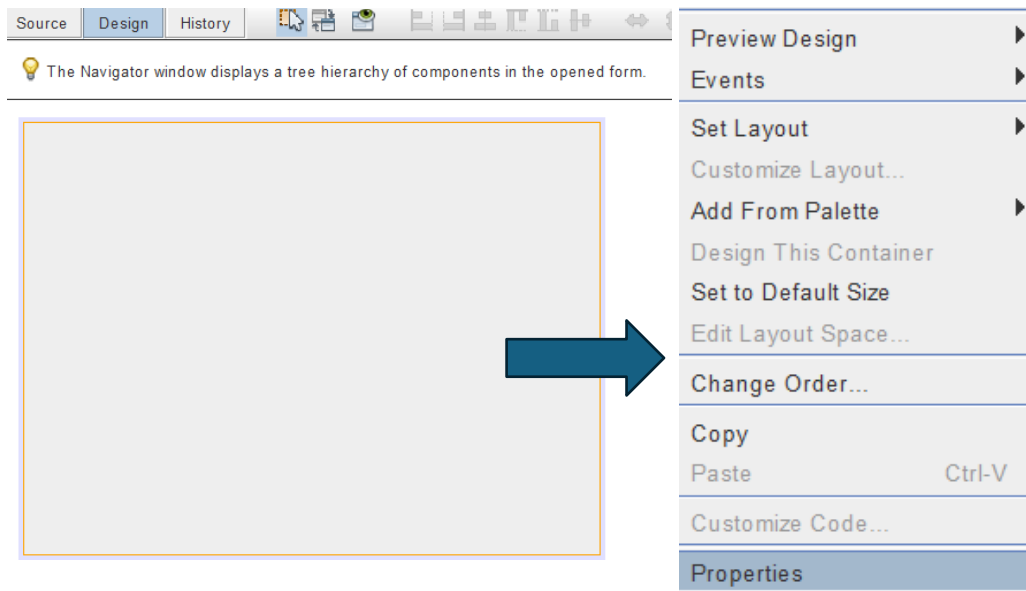 Source Design History
The Navigator window displays a tree hierarchy of components in the opened form.
Preview Design
Events
Set Layout
Customize Layout...
Add From Palette
Design This Container
Set to Default Size
Edit Layout Space...
Change Order...
Copy
Paste Ctrl-V
Customize Code...
Properties